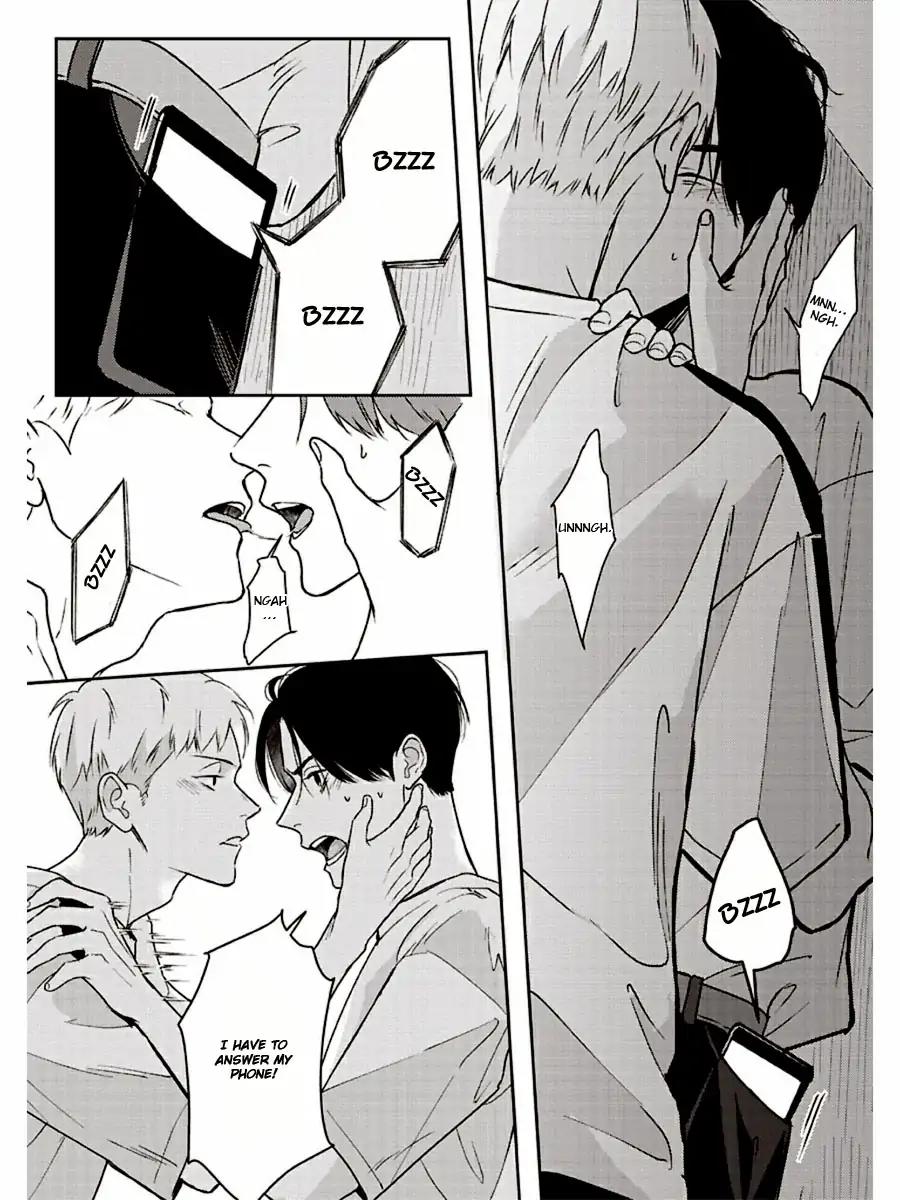 MNN...
NGH.
UNNNGH.
BZZZ
BZZZ
BZZZ
BZZZ
BZZZ
NGAH
...
I HAVE TO
ANSWER MY
PHONE!